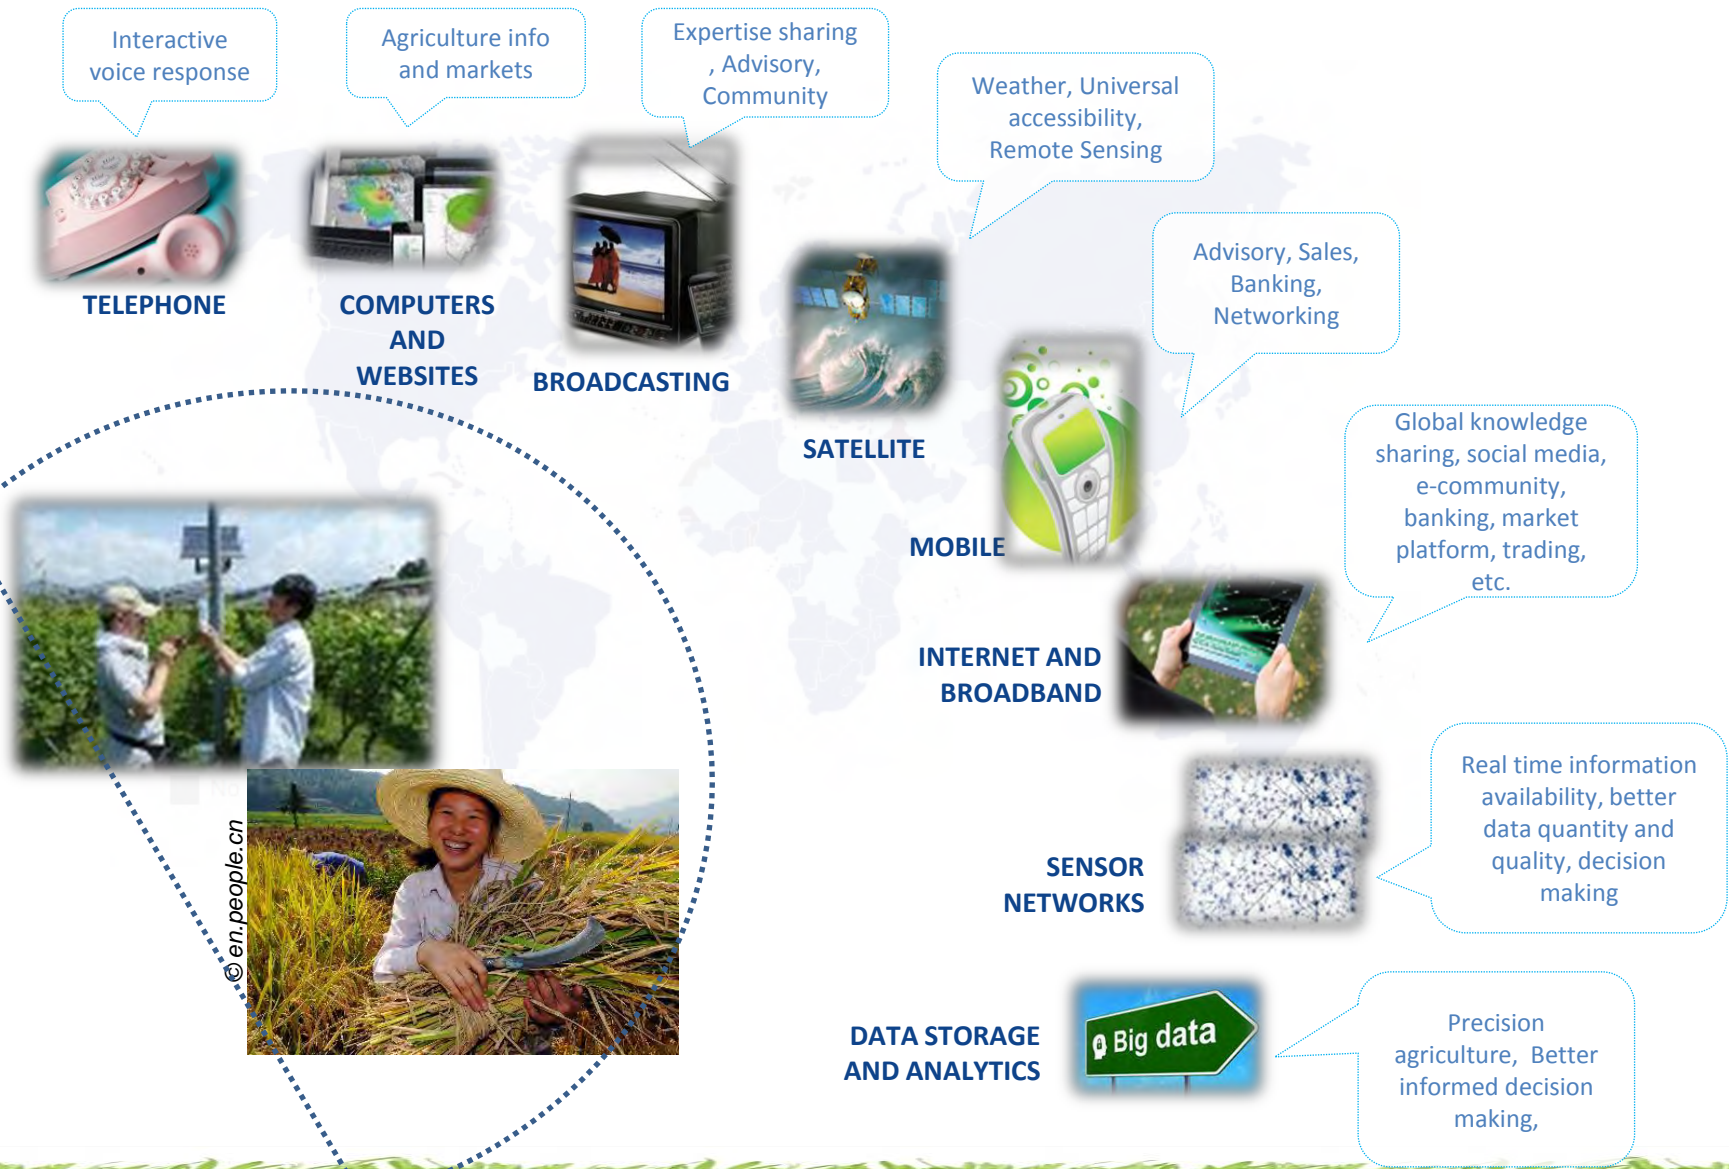 Interactive
voice response
Agriculture info
and markets
Expertise sharing
, Advisory,
Community
Weather, Universal
accessibility,
Remote Sensing
Advisory, Sales,
Banking,
Networking
TELEPHONE
COMPUTERS
AND
WEBSITES
BROADCASTING
SATELLITE
MOBILE
Global knowledge
sharing, social media,
e-community,
banking, market
platform, trading,
etc.
INTERNET AND
BROADBAND
Real time information
availability, better
data quantity and
quality, decision
making
SENSOR
NETWORKS
© en.people.cn
DATA STORAGE
AND ANALYTICS
Big data
Precision
agriculture, Better
informed decision
making,